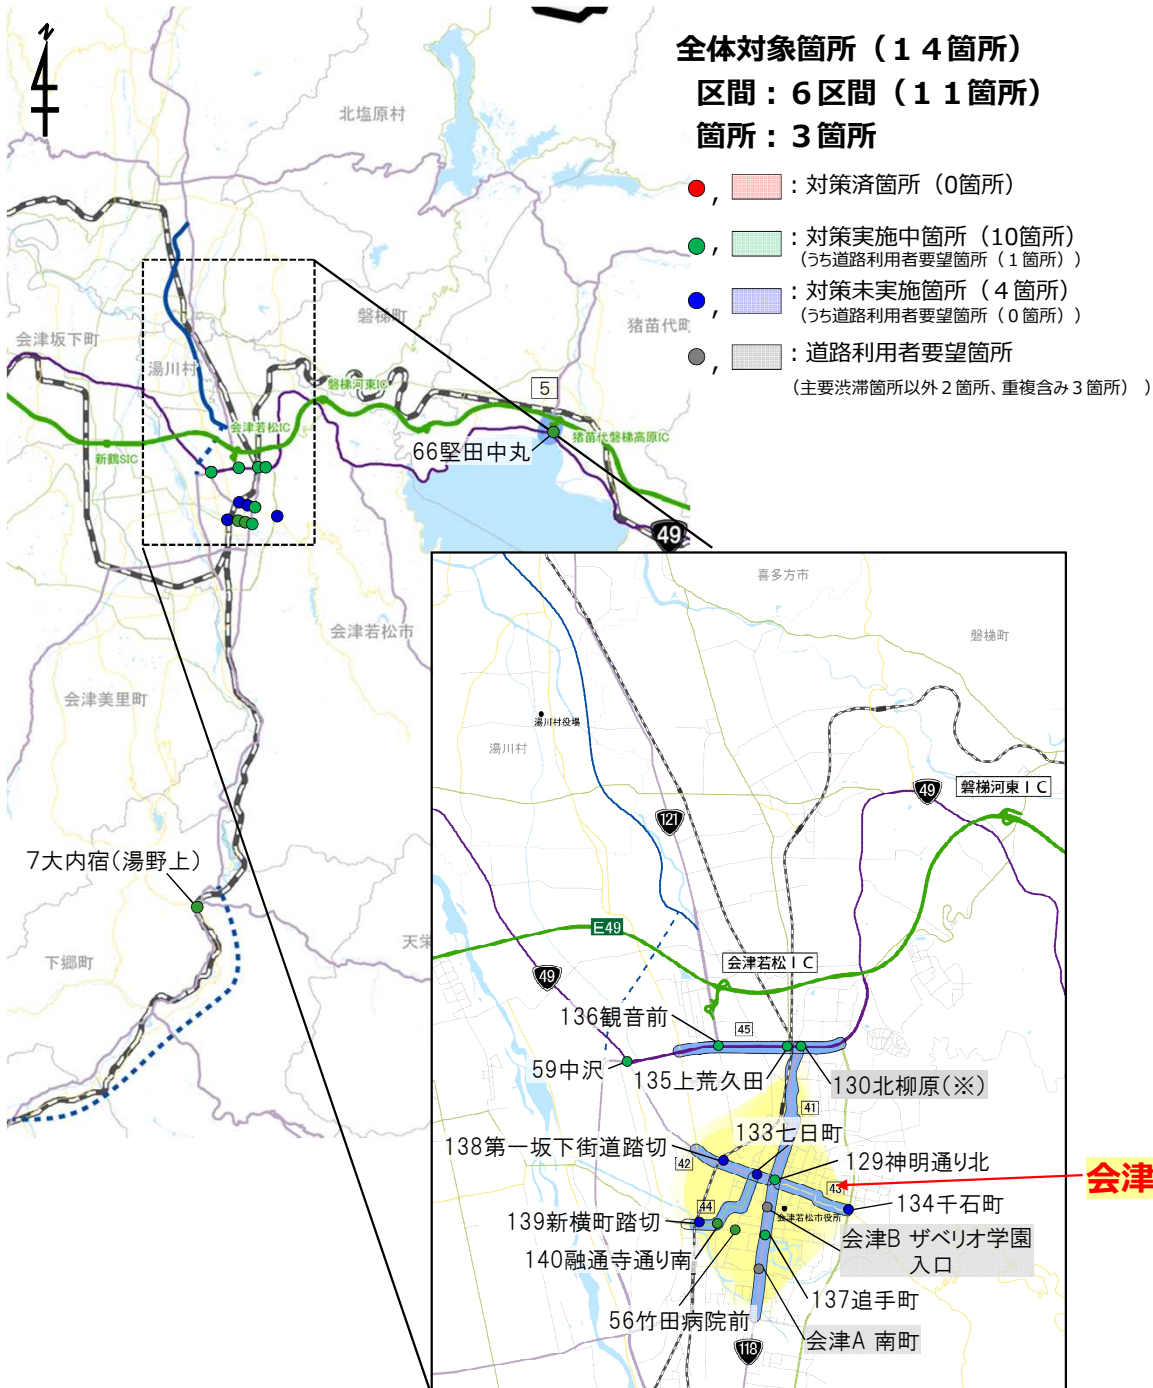 全体対象箇所（１４箇所）
区間：６区間（１１箇所）
箇所：３箇所
, ：対策済箇所（0箇所）
, ：対策実施中箇所（10箇所）
（うち道路利用者要望箇所（１箇所））
, ：対策未実施箇所（４箇所）
（うち道路利用者要望箇所（０箇所））
, ：道路利用者要望箇所
（主要渋滞箇所以外２箇所、重複含み３箇所））
北塩原村
磐梯町
猪苗代町
会津坂下町
湯川村
磐梯河東IC
5
会津若松IC
猪苗代磐梯高原IC
新鶴SIC
66堅田中丸
49
会津若松市
会津美里町
7大内宿（湯野上）
下郷町
天栄
喜多方市
磐梯町
湯川村役場
湯川村
49
磐梯河東ＩＣ
121
E49
会津若松ＩＣ
49
136観音前
45
59中沢
135上荒久田
130北柳原（※）
41
133七日町
138第一坂下街道踏切
42
129神明通り北
会津
43
134千石町
44
139新横町踏切
会津若松市役所
会津B ザベリオ学園
入口
140融通寺通り南
137追手町
56竹田病院前
会津A 南町
118